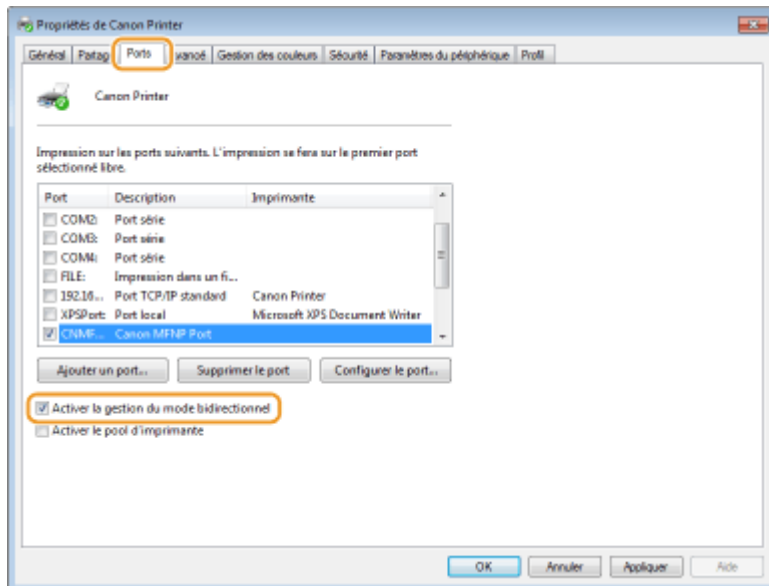 Propriétés de Canon Printer
Général Partag Ports vancé Gestion des couleurs Sécurité Paramètres du périphérique Profil
Canon Printer
Impression sur les ports suivants. L'impression se fera sur le premier port
sélectionné libre.
Port Description Imprimante
COM2: Port série
COM3: Port série
COM4: Port série
FILE: Impression dans un fi...
192.16... Port TCP/IP standard Canon Printer
XPSPort: Port local Microsoft XPS Document Writer
CNMF... Canon MFNP Port
Ajouter un port... Supprimer le port Configurer le port...
Activer la gestion du mode bidirectionnel
Activer le pool d'imprimante
OK Annuler Appliquer Aide